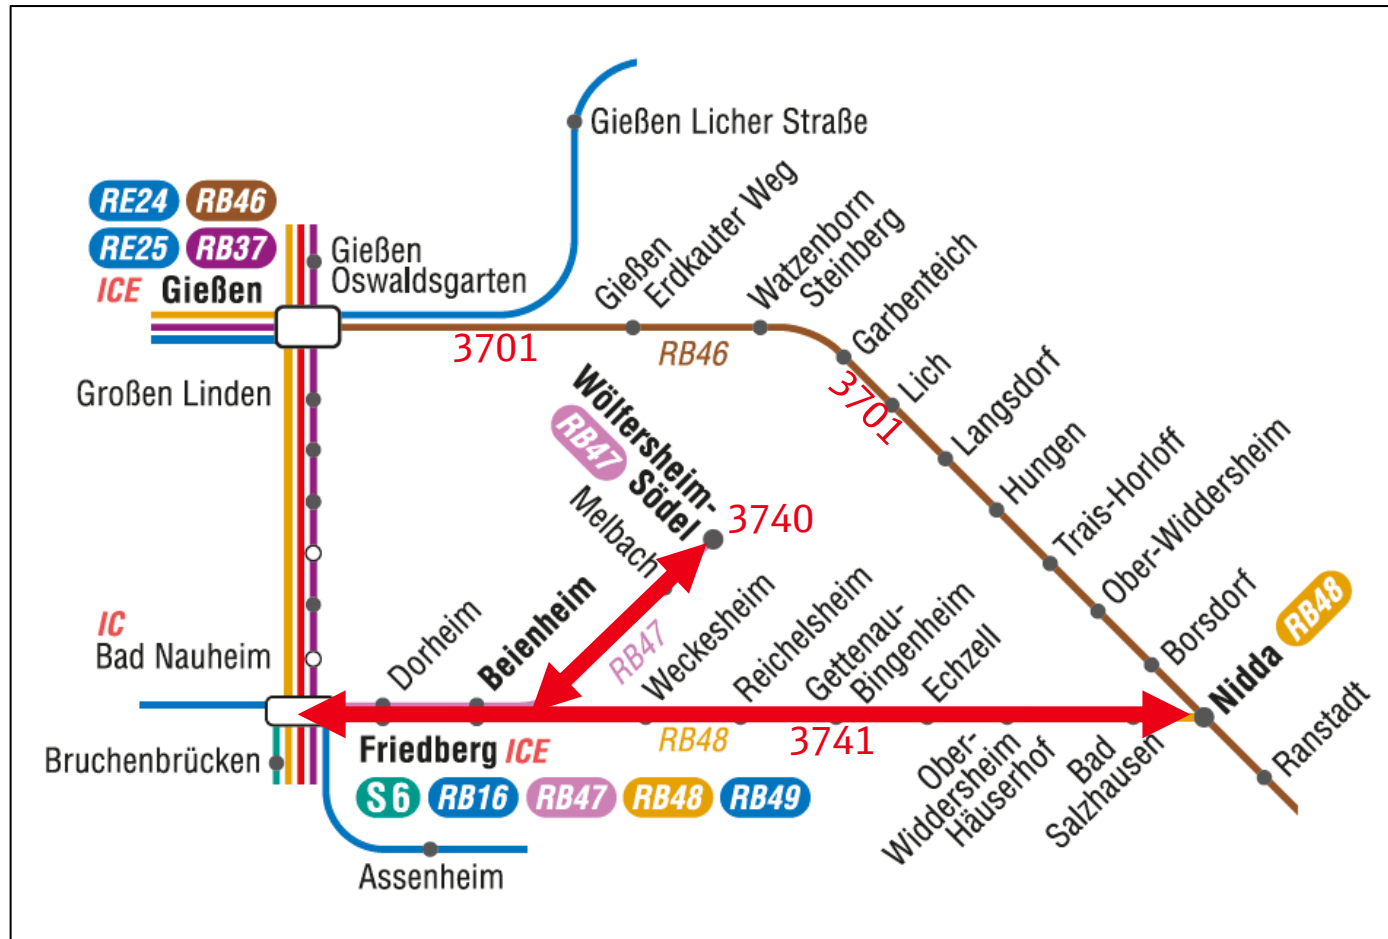 Gießen Licher Straße
RE24 RB46
RE25 RB37
ICE Gießen
Gießen
Oswaldsgarten
Gießen
Erdkauter Weg
Watzenborn
Steinberg
Garbenteich
3701
RB46
3701
Lich
Langsdorf
Hungen
Trais-Horloff
Ober-Widdersheim
Borsdorf
Nidda RB48
Ranstadt
Großen Linden
Wölfersheim-
Södel
RB47
3740
Melbach
RB47
IC
Bad Nauheim
Dorheim
Beienheim
Weckesheim
Reichelsheim
Gettenau-
Bingenheim
Echzell
Ober-
Widdersheim
Häuserhof
Bad
Salzhausen
RB48
3741
Bruchenbrücken
Friedberg ICE
S6 RB16 RB47 RB48 RB49
Assenheim